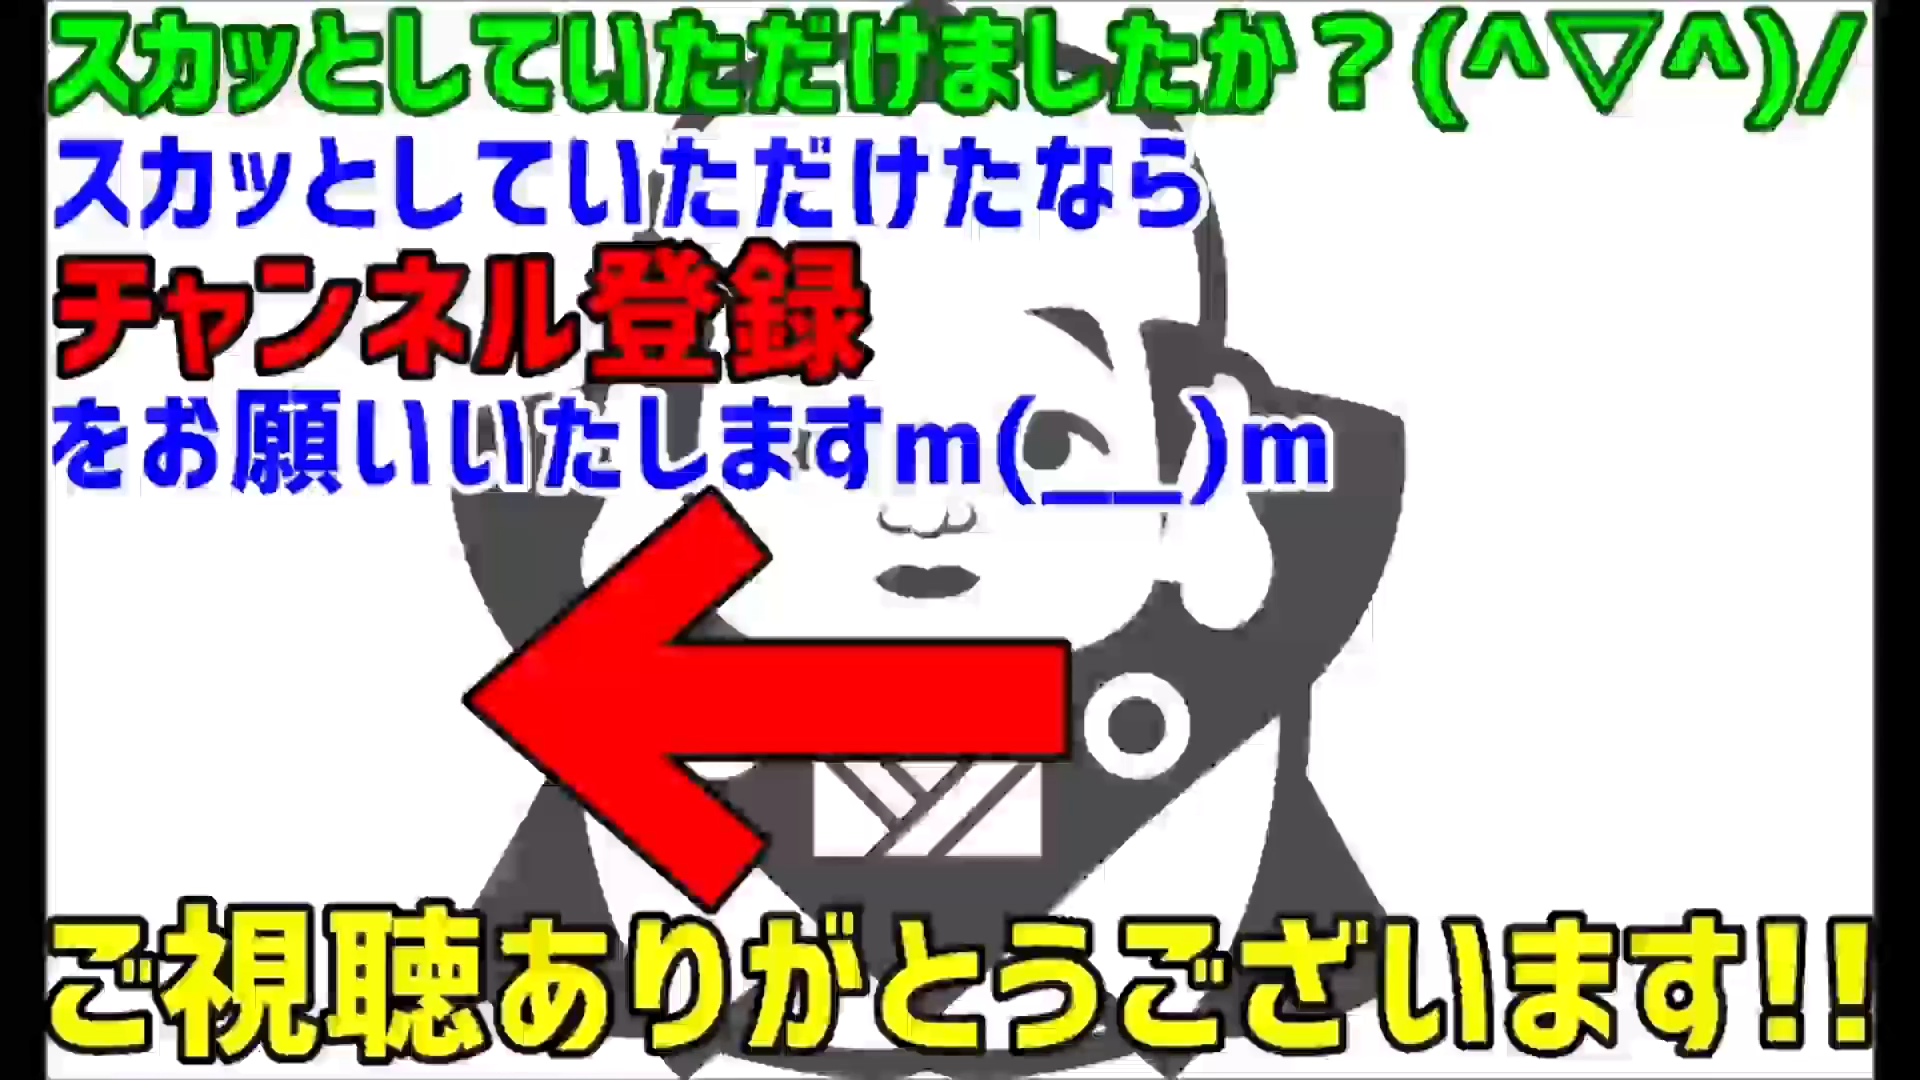 スカッとしていただけましたか？(^▽^)/
スカッとしていただけたなら
チャンネル登録
をお願いいたしますm(__)m
ご視聴ありがとうございます!!